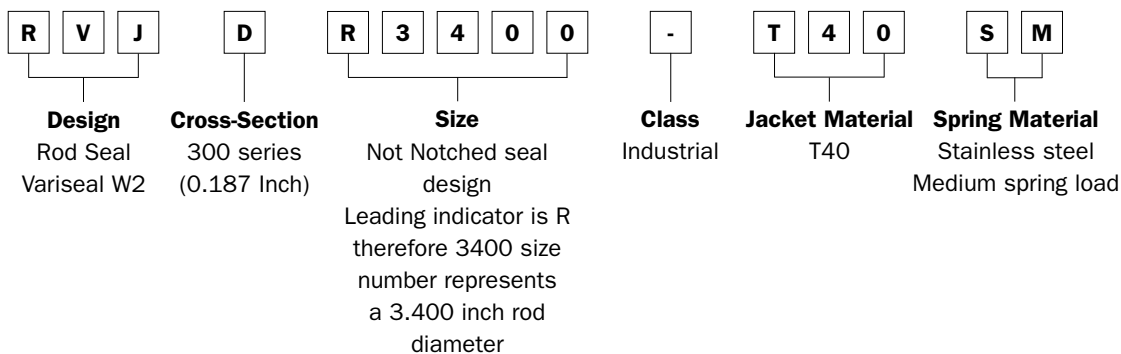 R V J D R 3 4 0 0 - T 4 0 S M
Design Cross-Section Size Class Jacket Material Spring Material
Rod Seal 300 series Not Notched seal Industrial T40 Stainless steel
Variseal W2 (0.187 Inch) design Medium spring load
Leading indicator is R
therefore 3400 size
number represents
a 3.400 inch rod
diameter